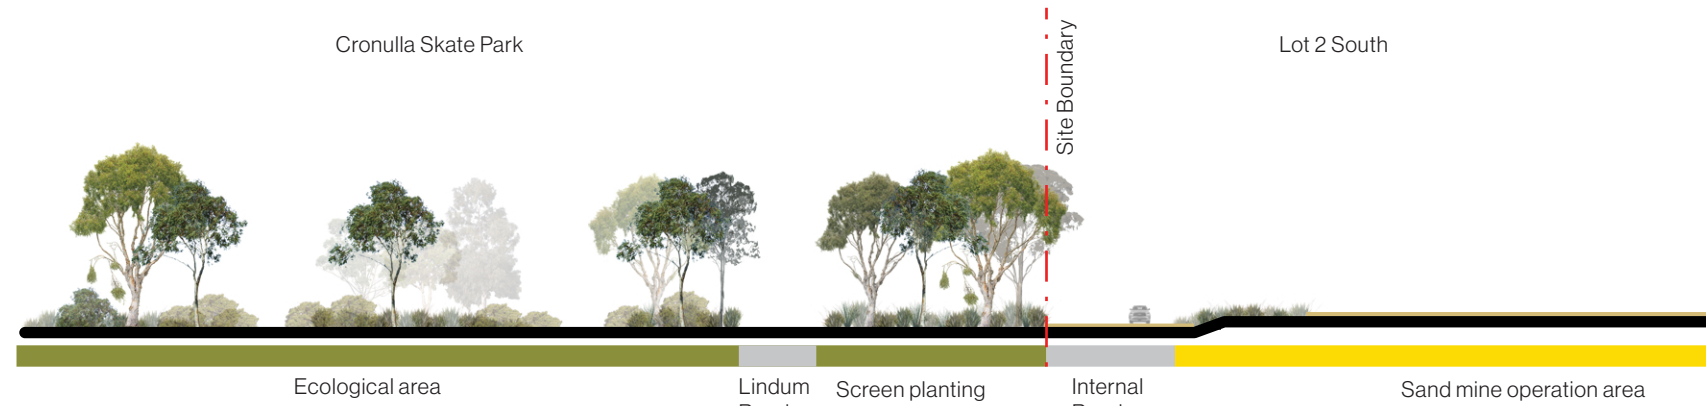 Cronulla Skate Park
Site Boundary
Lot 2 South
Ecological area
Lindum
Screen planting
Internal
Sand mine operation area